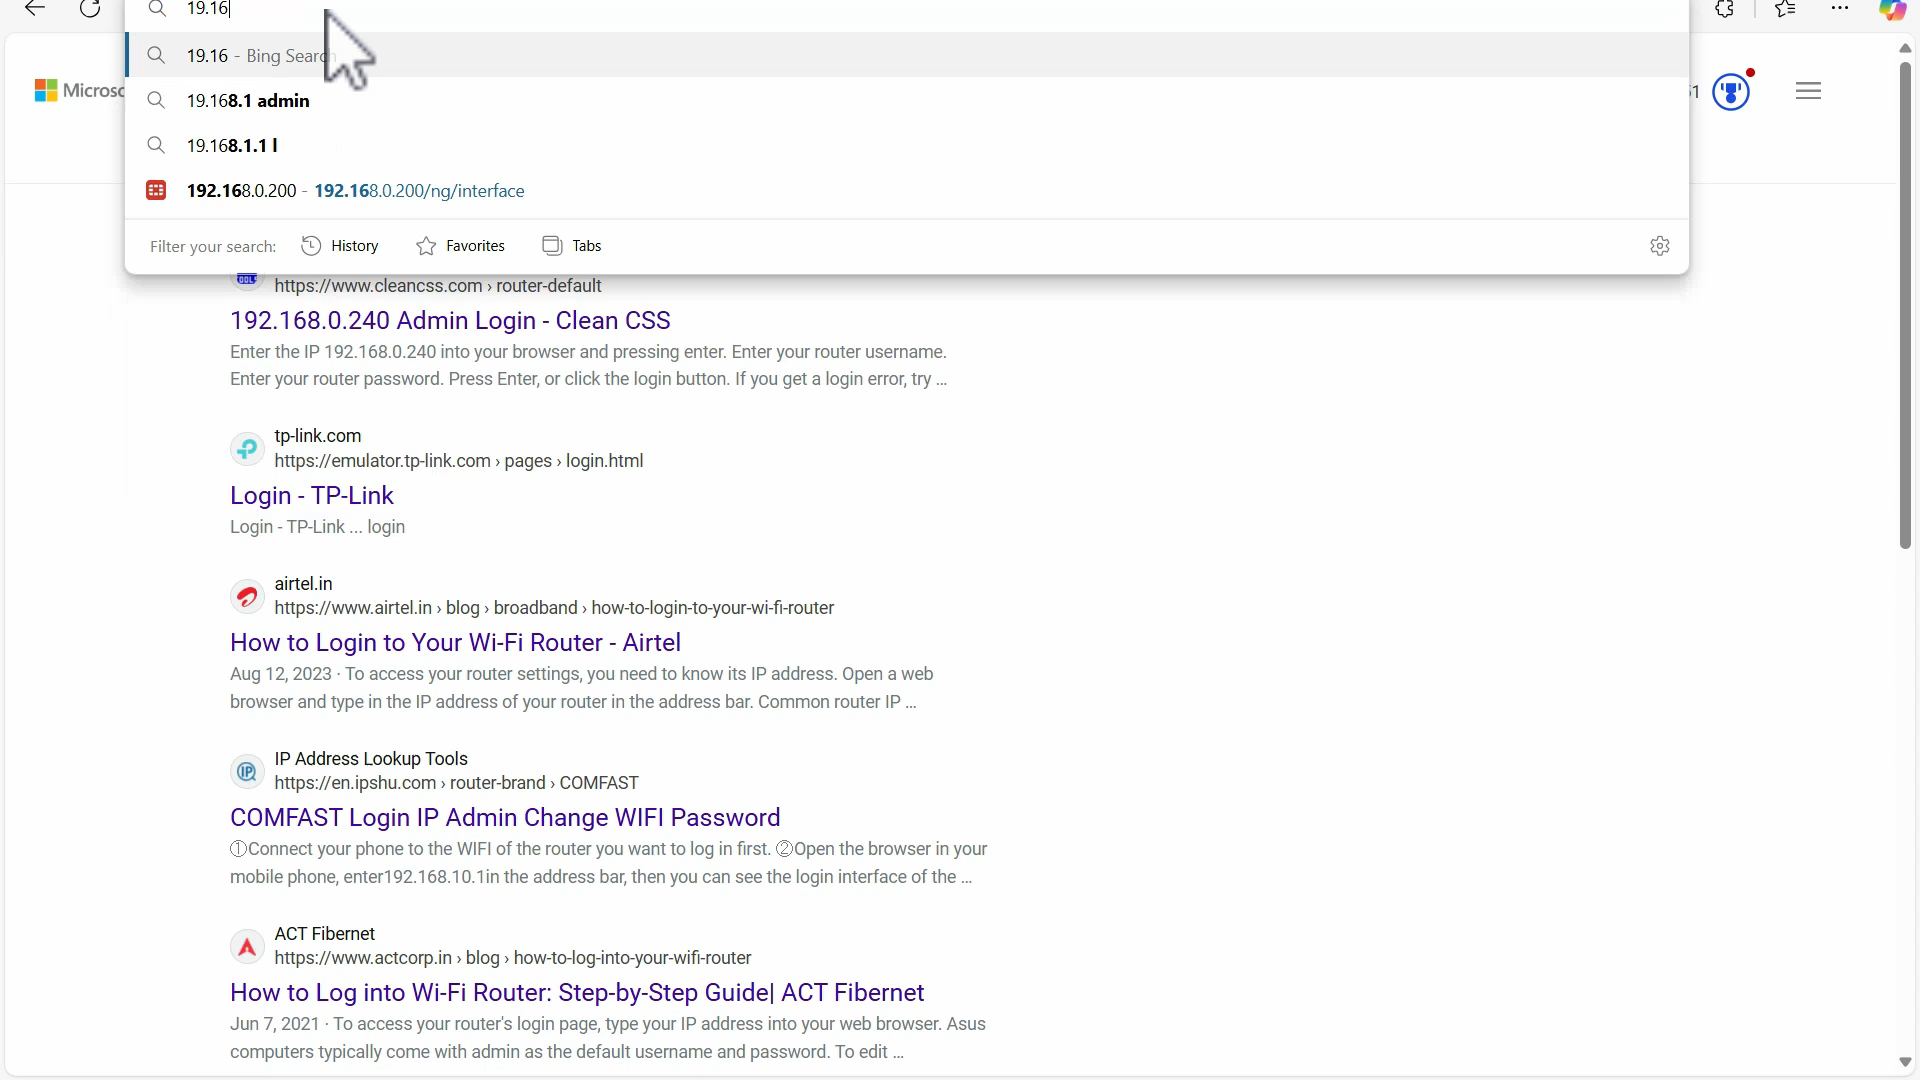 19.16
19.16 - Bing Search
Microsc
19.168.1 admin
51
19.168.1.1 l
192.168.0.200 - 192.168.0.200/ng/interface
Filter your search: History Favorites Tabs
https://www.cleancss.com › router-default
192.168.0.240 Admin Login - Clean CSS
Enter the IP 192.168.0.240 into your browser and pressing enter. Enter your router username.
Enter your router password. Press Enter, or click the login button. If you get a login error, try ...
tp-link.com
https://emulator.tp-link.com › pages › login.html
Login - TP-Link
Login - TP-Link ... login
airtel.in
https://www.airtel.in › blog › broadband › how-to-login-to-your-wi-fi-router
How to Login to Your Wi-Fi Router - Airtel
Aug 12, 2023 · To access your router settings, you need to know its IP address. Open a web
browser and type in the IP address of your router in the address bar. Common router IP ...
IP Address Lookup Tools
https://en.ipshu.com › router-brand › COMFAST
COMFAST Login IP Admin Change WIFI Password
①Connect your phone to the WIFI of the router you want to log in first. ②Open the browser in your
mobile phone, enter192.168.10.1in the address bar, then you can see the login interface of the ...
ACT Fibernet
https://www.actcorp.in › blog › how-to-log-into-your-wifi-router
How to Log into Wi-Fi Router: Step-by-Step Guide| ACT Fibernet
Jun 7, 2021 · To access your router's login page, type your IP address into your web browser. Asus
computers typically come with admin as the default username and password. To edit ...